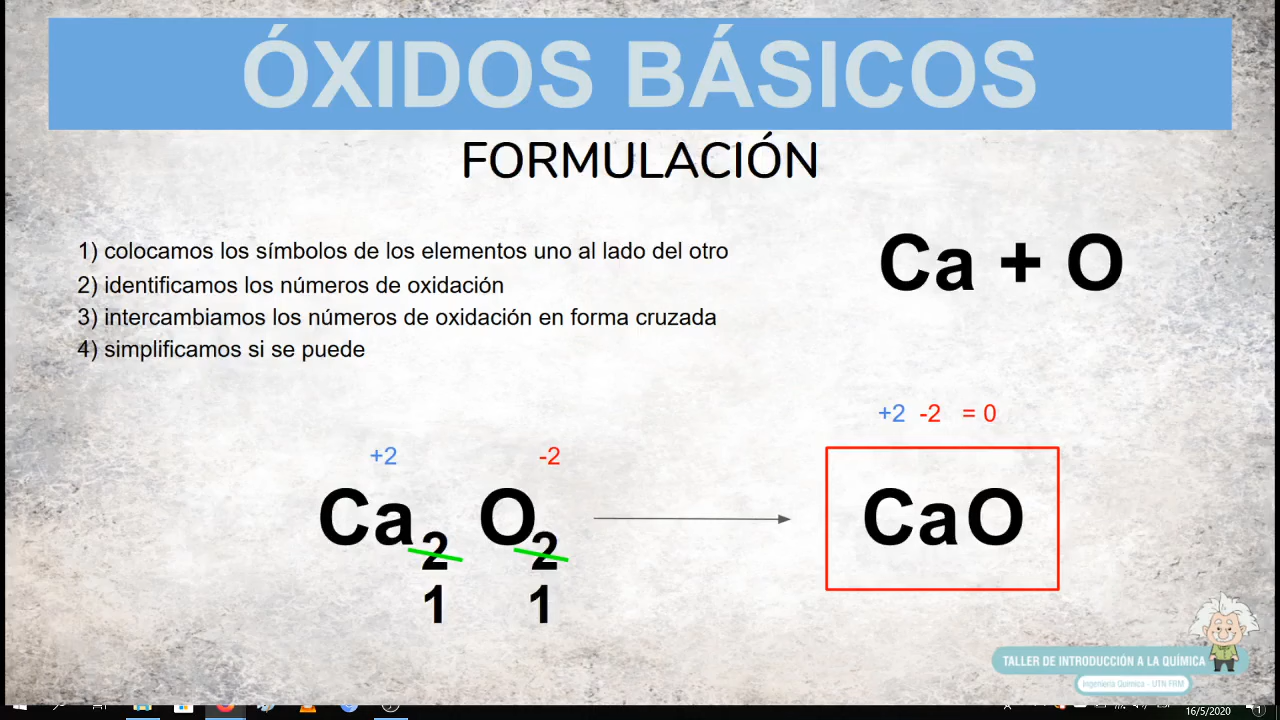 ÓXIDOS BÁSICOS
FORMULACIÓN
1) colocamos los símbolos de los elementos uno al lado del otro
2) identificamos los números de oxidación
3) intercambiamos los números de oxidación en forma cruzada
4) simplificamos si se puede
Ca + O
+2 -2 = 0
+2 -2
Ca2 O2
1 1
CaO
TALLER DE INTRODUCCIÓN A LA QUÍMICA
Ingeniería Química - UTN FRM
16/5/2020
1